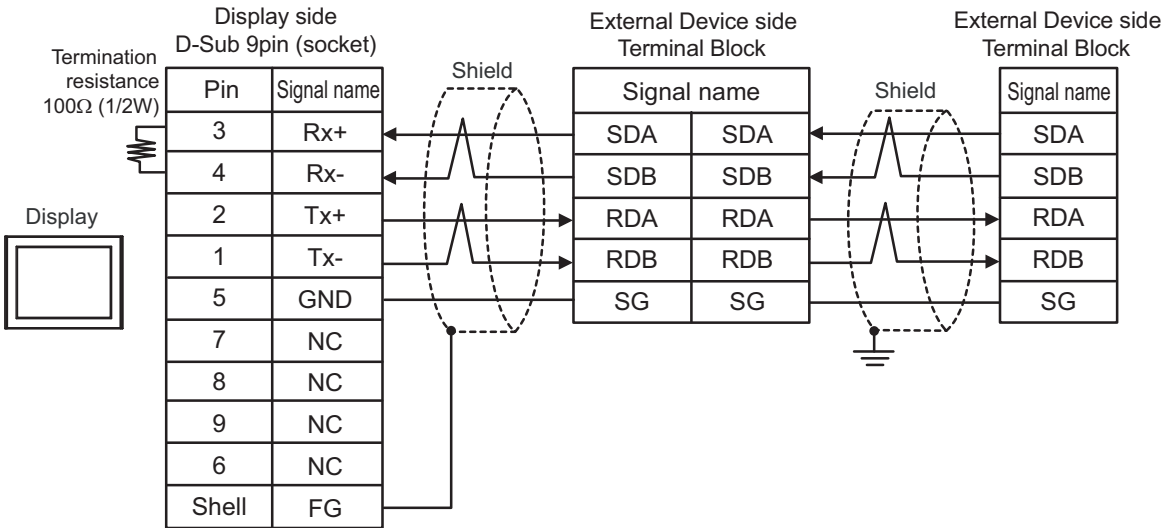 Display side
D-Sub 9pin (socket)
External Device side
Terminal Block
External Device side
Terminal Block
Termination
resistance
100Ω (1/2W)
Shield
Shield
Display
Pin Signal name
3 Rx+
4 Rx-
2 Tx+
1 Tx-
5 GND
7 NC
8 NC
9 NC
6 NC
Shell FG
Signal name
SDA SDA
SDB SDB
RDA RDA
RDB RDB
SG SG
Signal name
SDA
SDB
RDA
RDB
SG